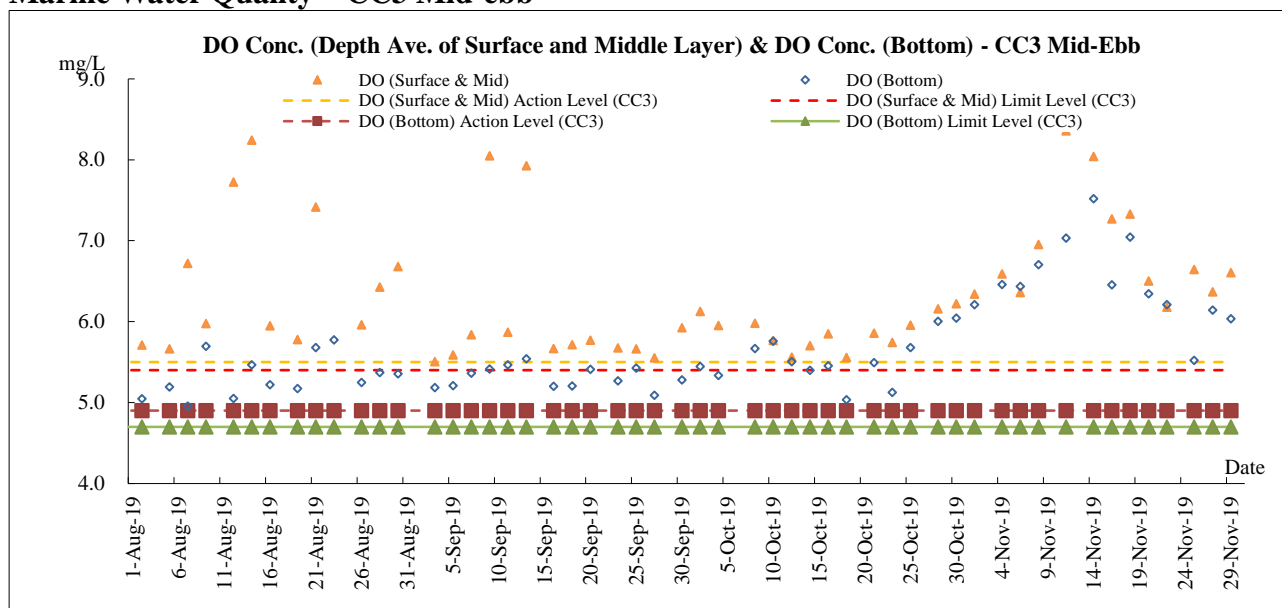 Marine Water Quality – CC3 Mid-ebb
DO Conc. (Depth Ave. of Surface and Middle Layer) & DO Conc. (Bottom) - CC3 Mid-Ebb
mg/L
DO (Surface & Mid)
DO (Bottom)
DO (Surface & Mid) Action Level (CC3)
DO (Surface & Mid) Limit Level (CC3)
DO (Bottom) Action Level (CC3)
DO (Bottom) Limit Level (CC3)
9.0
8.0
7.0
6.0
5.0
4.0
Date
1-Aug-19
6-Aug-19
11-Aug-19
16-Aug-19
21-Aug-19
26-Aug-19
31-Aug-19
5-Sep-19
10-Sep-19
15-Sep-19
20-Sep-19
25-Sep-19
30-Sep-19
5-Oct-19
10-Oct-19
15-Oct-19
20-Oct-19
25-Oct-19
30-Oct-19
4-Nov-19
9-Nov-19
14-Nov-19
19-Nov-19
24-Nov-19
29-Nov-19